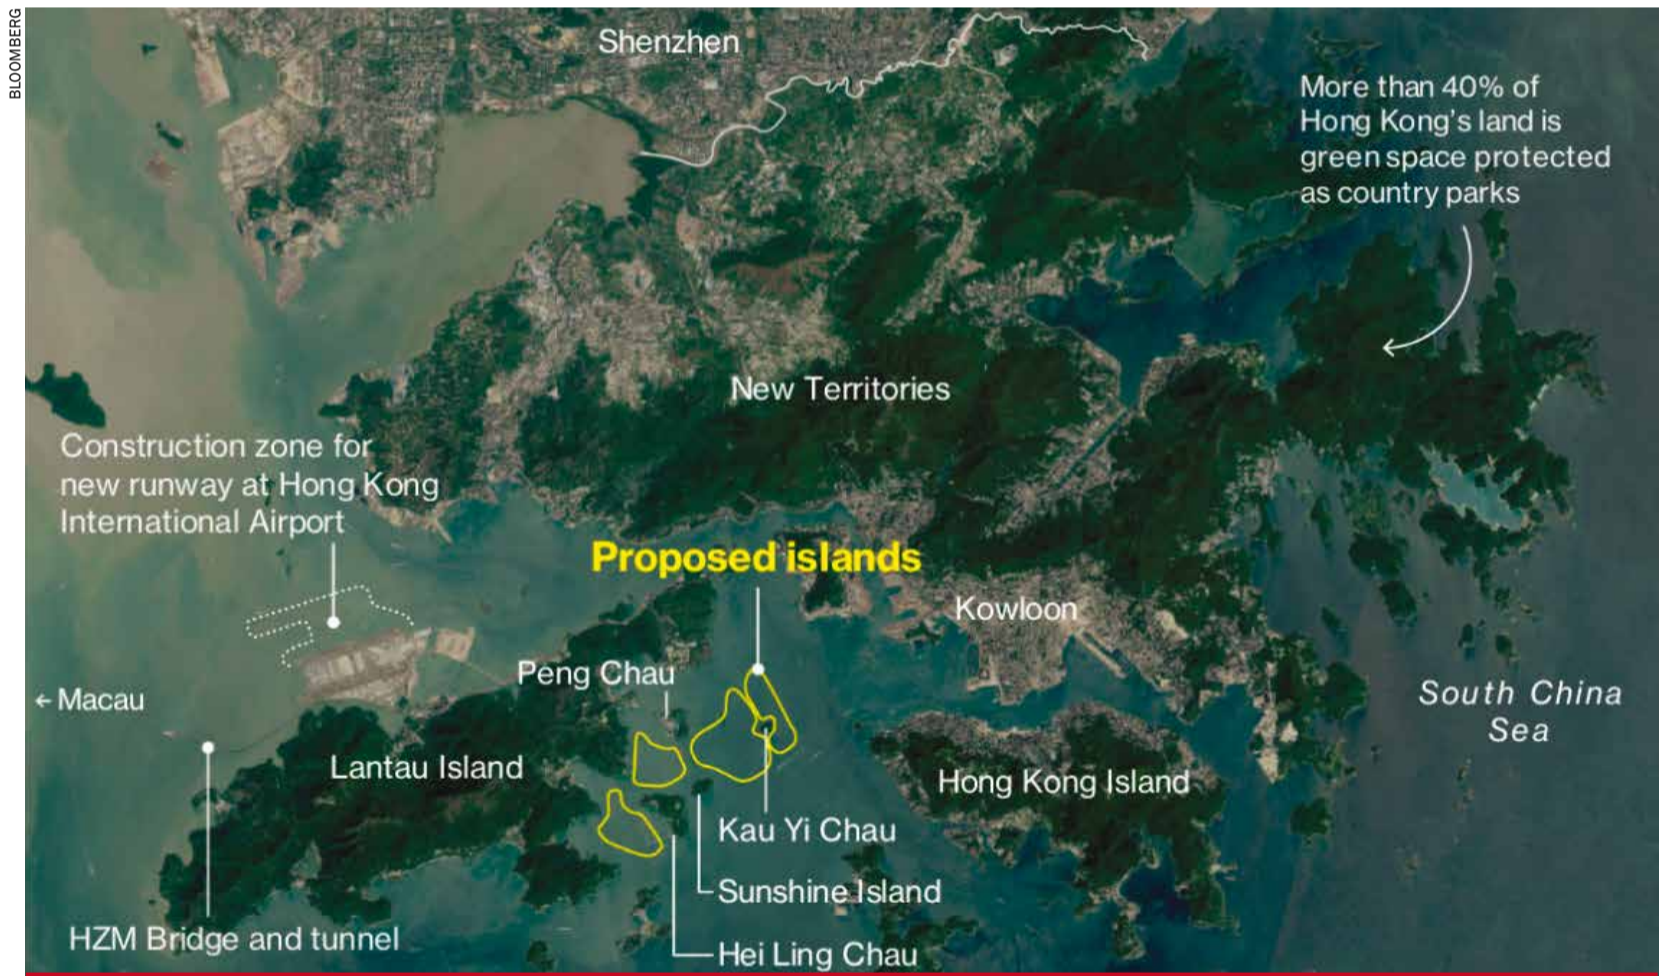 BLOOMBERG
Shenzhen
More than 40% of
Hong Kong's land is
green space protected
as country parks
New Territories
Construction zone for
new runway at Hong Kong
International Airport
Proposed islands
Kowloon
Peng Chau
← Macau
South China
Sea
Lantau Island
Hong Kong Island
Kau Yi Chau
Sunshine Island
HZM Bridge and tunnel
Hei Ling Chau